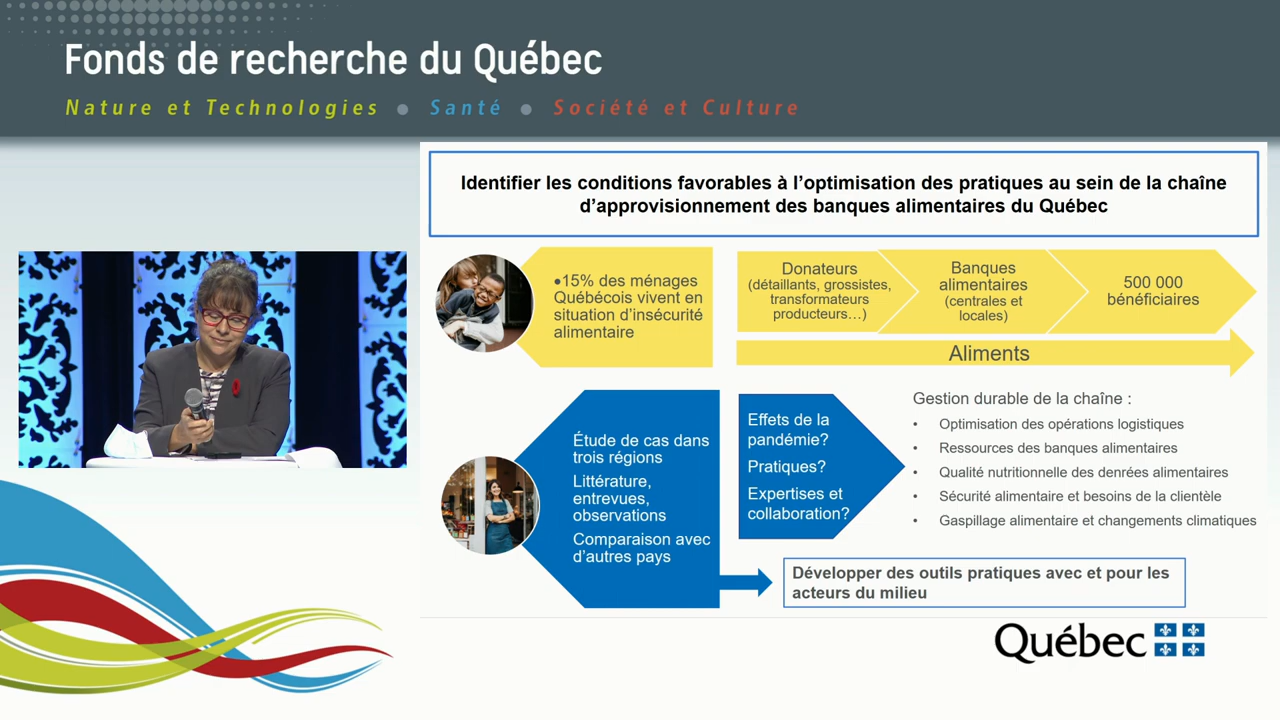 Fonds de recherche du Québec
Nature et Technologies ● Santé ● Société et Culture
Identifier les conditions favorables à l’optimisation des pratiques au sein de la chaîne
d’approvisionnement des banques alimentaires du Québec
●15% des ménages
Québécois vivent en
situation d’insécurité
alimentaire
Donateurs
(détaillants, grossistes,
transformateurs
producteurs…)
Banques
alimentaires
(centrales et
locales)
500 000
bénéficiaires
Aliments
Étude de cas dans
trois régions
Littérature,
entrevues,
observations
Comparaison avec
d’autres pays
Effets de la
pandémie?
Pratiques?
Expertises et
collaboration?
Gestion durable de la chaîne :
• Optimisation des opérations logistiques
• Ressources des banques alimentaires
• Qualité nutritionnelle des denrées alimentaires
• Sécurité alimentaire et besoins de la clientèle
• Gaspillage alimentaire et changements climatiques
Développer des outils pratiques avec et pour les
acteurs du milieu
Québec